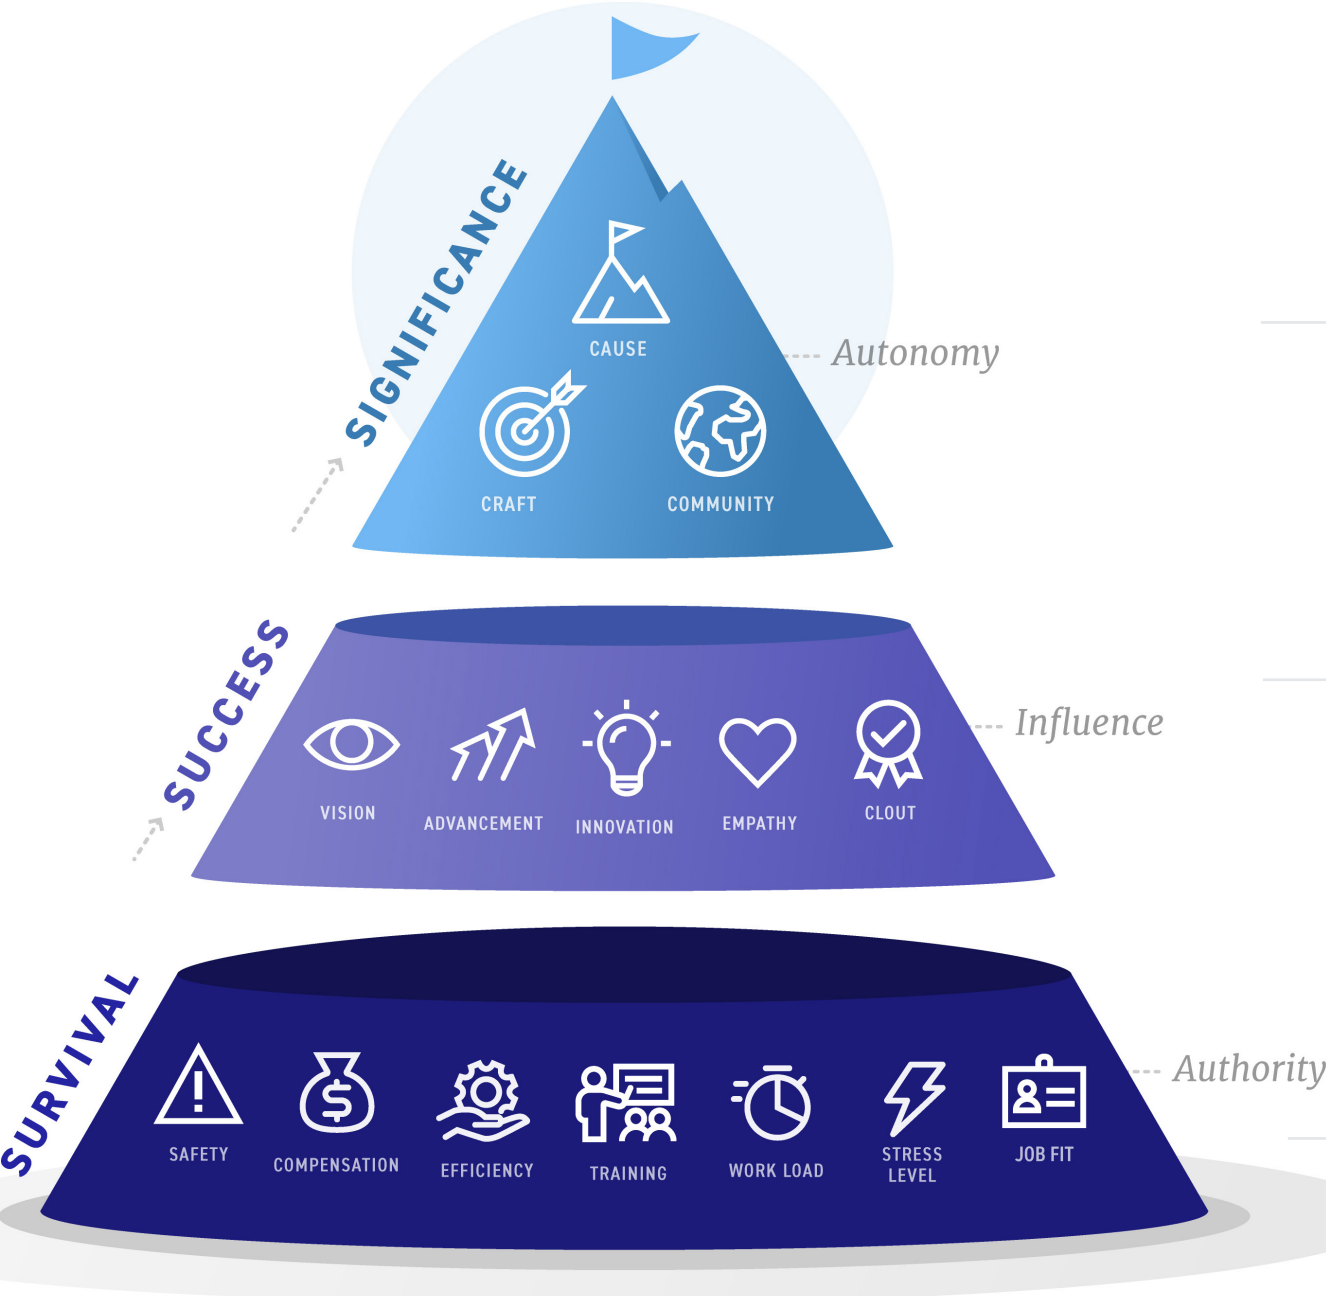 SIGNIFICANCE
CAUSE
Autonomy
CRAFT
COMMUNITY
SUCCESS
Influence
VISION
ADVANCEMENT
INNOVATION
EMPATHY
CLOUT
SURVIVAL
Authority
SAFETY
COMPENSATION
EFFICIENCY
TRAINING
WORK LOAD
STRESS
LEVEL
JOB FIT